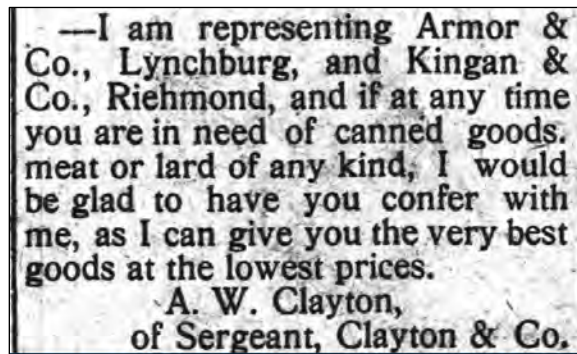 —I am representing Armor &
Co., Lynchburg, and Kingan &
Co., Riehmond, and if at any time
you are in need of canned goods.
meat or lard of any kind, I would
be glad to have you confer with
me, as I can give you the very best
goods at the lowest prices.
A. W. Clayton,
of Sergeant, Clayton & Co.